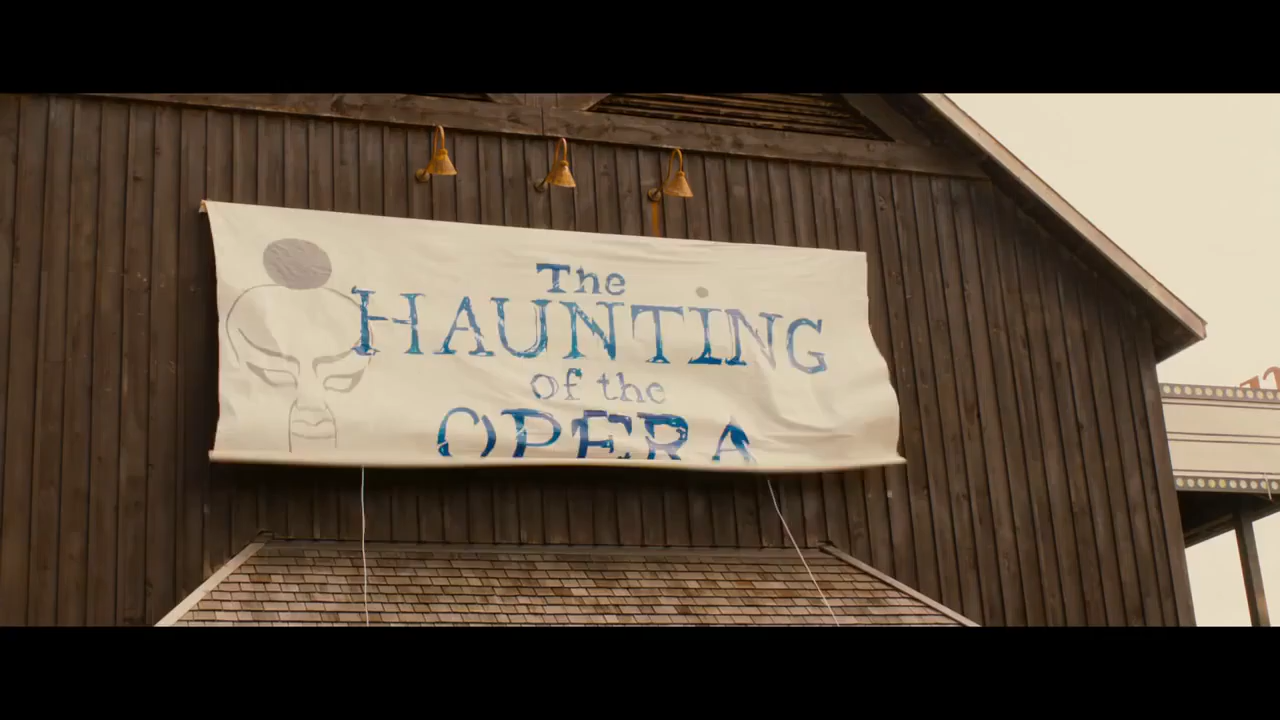 The
HAUNTING
of the
OPERA